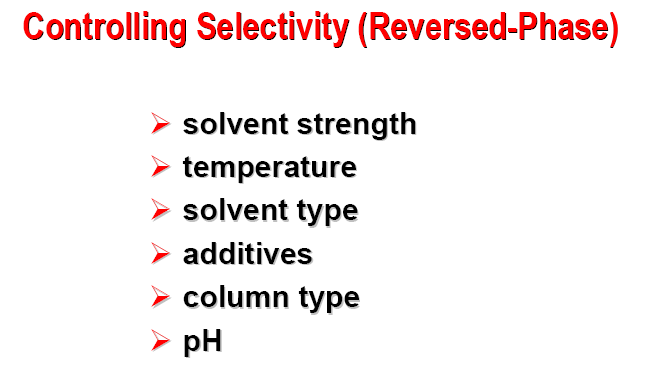 Controlling Selectivity (Reversed-Phase)
solvent strength
temperature
solvent type
additives
column type
pH